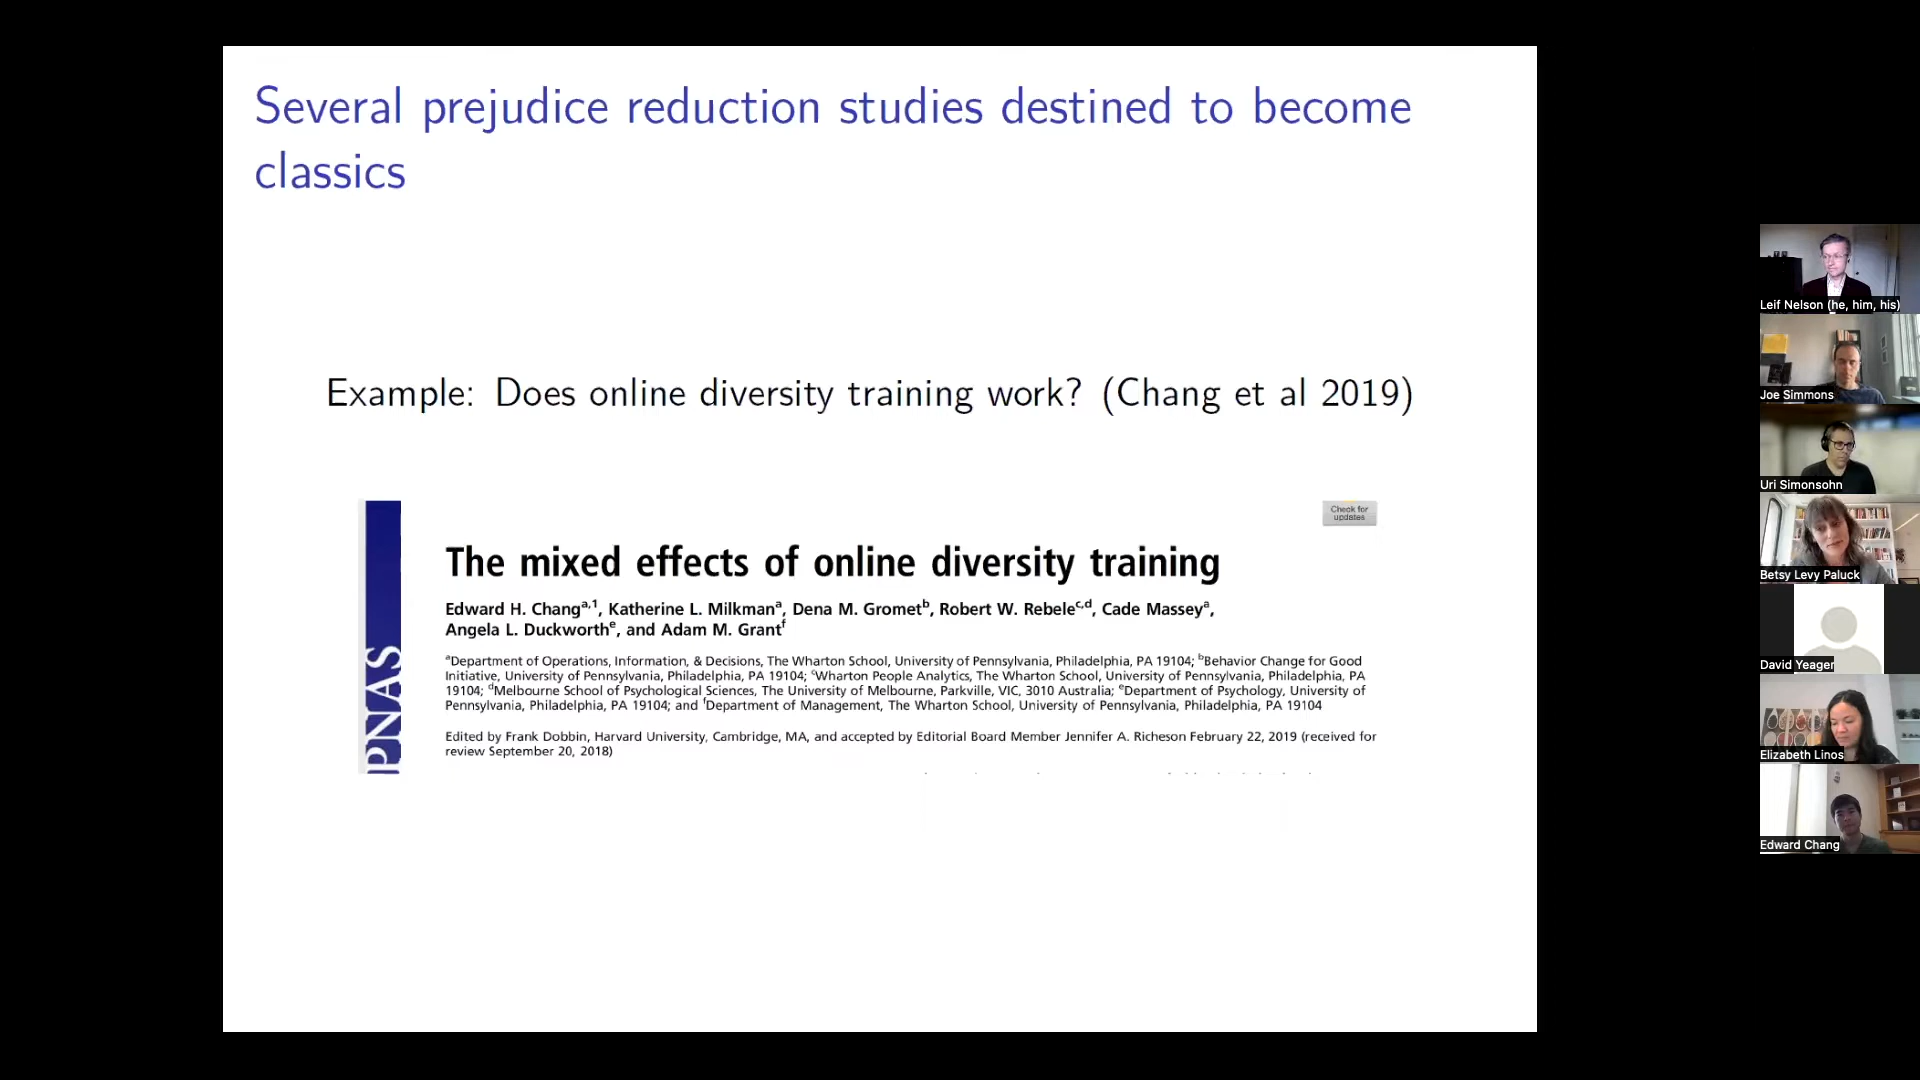 Several prejudice reduction studies destined to become
classics
Example: Does online diversity training work? (Chang et al 2019)
Check for
updates
PNAS
The mixed effects of online diversity training
Edward H. Changᵃ,¹, Katherine L. Milkmanᵃ, Dena M. Grometᵇ, Robert W. Rebeleᶜ,ᵈ, Cade Masseyᵃ,
Angela L. Duckworthᵉ, and Adam M. Grantᶠ
ᵃDepartment of Operations, Information, & Decisions, The Wharton School, University of Pennsylvania, Philadelphia, PA 19104; ᵇBehavior Change for Good
Initiative, University of Pennsylvania, Philadelphia, PA 19104; ᶜWharton People Analytics, The Wharton School, University of Pennsylvania, Philadelphia, PA
19104; ᵈMelbourne School of Psychological Sciences, The University of Melbourne, Parkville, VIC, 3010 Australia; ᵉDepartment of Psychology, University of
Pennsylvania, Philadelphia, PA 19104; and ᶠDepartment of Management, The Wharton School, University of Pennsylvania, Philadelphia, PA 19104
Edited by Frank Dobbin, Harvard University, Cambridge, MA, and accepted by Editorial Board Member Jennifer A. Richeson February 22, 2019 (received for
review September 20, 2018)
Leif Nelson (he, him, his)
Joe Simmons
Uri Simonsohn
Betsy Levy Paluck
David Yeager
Elizabeth Linos
Edward Chang